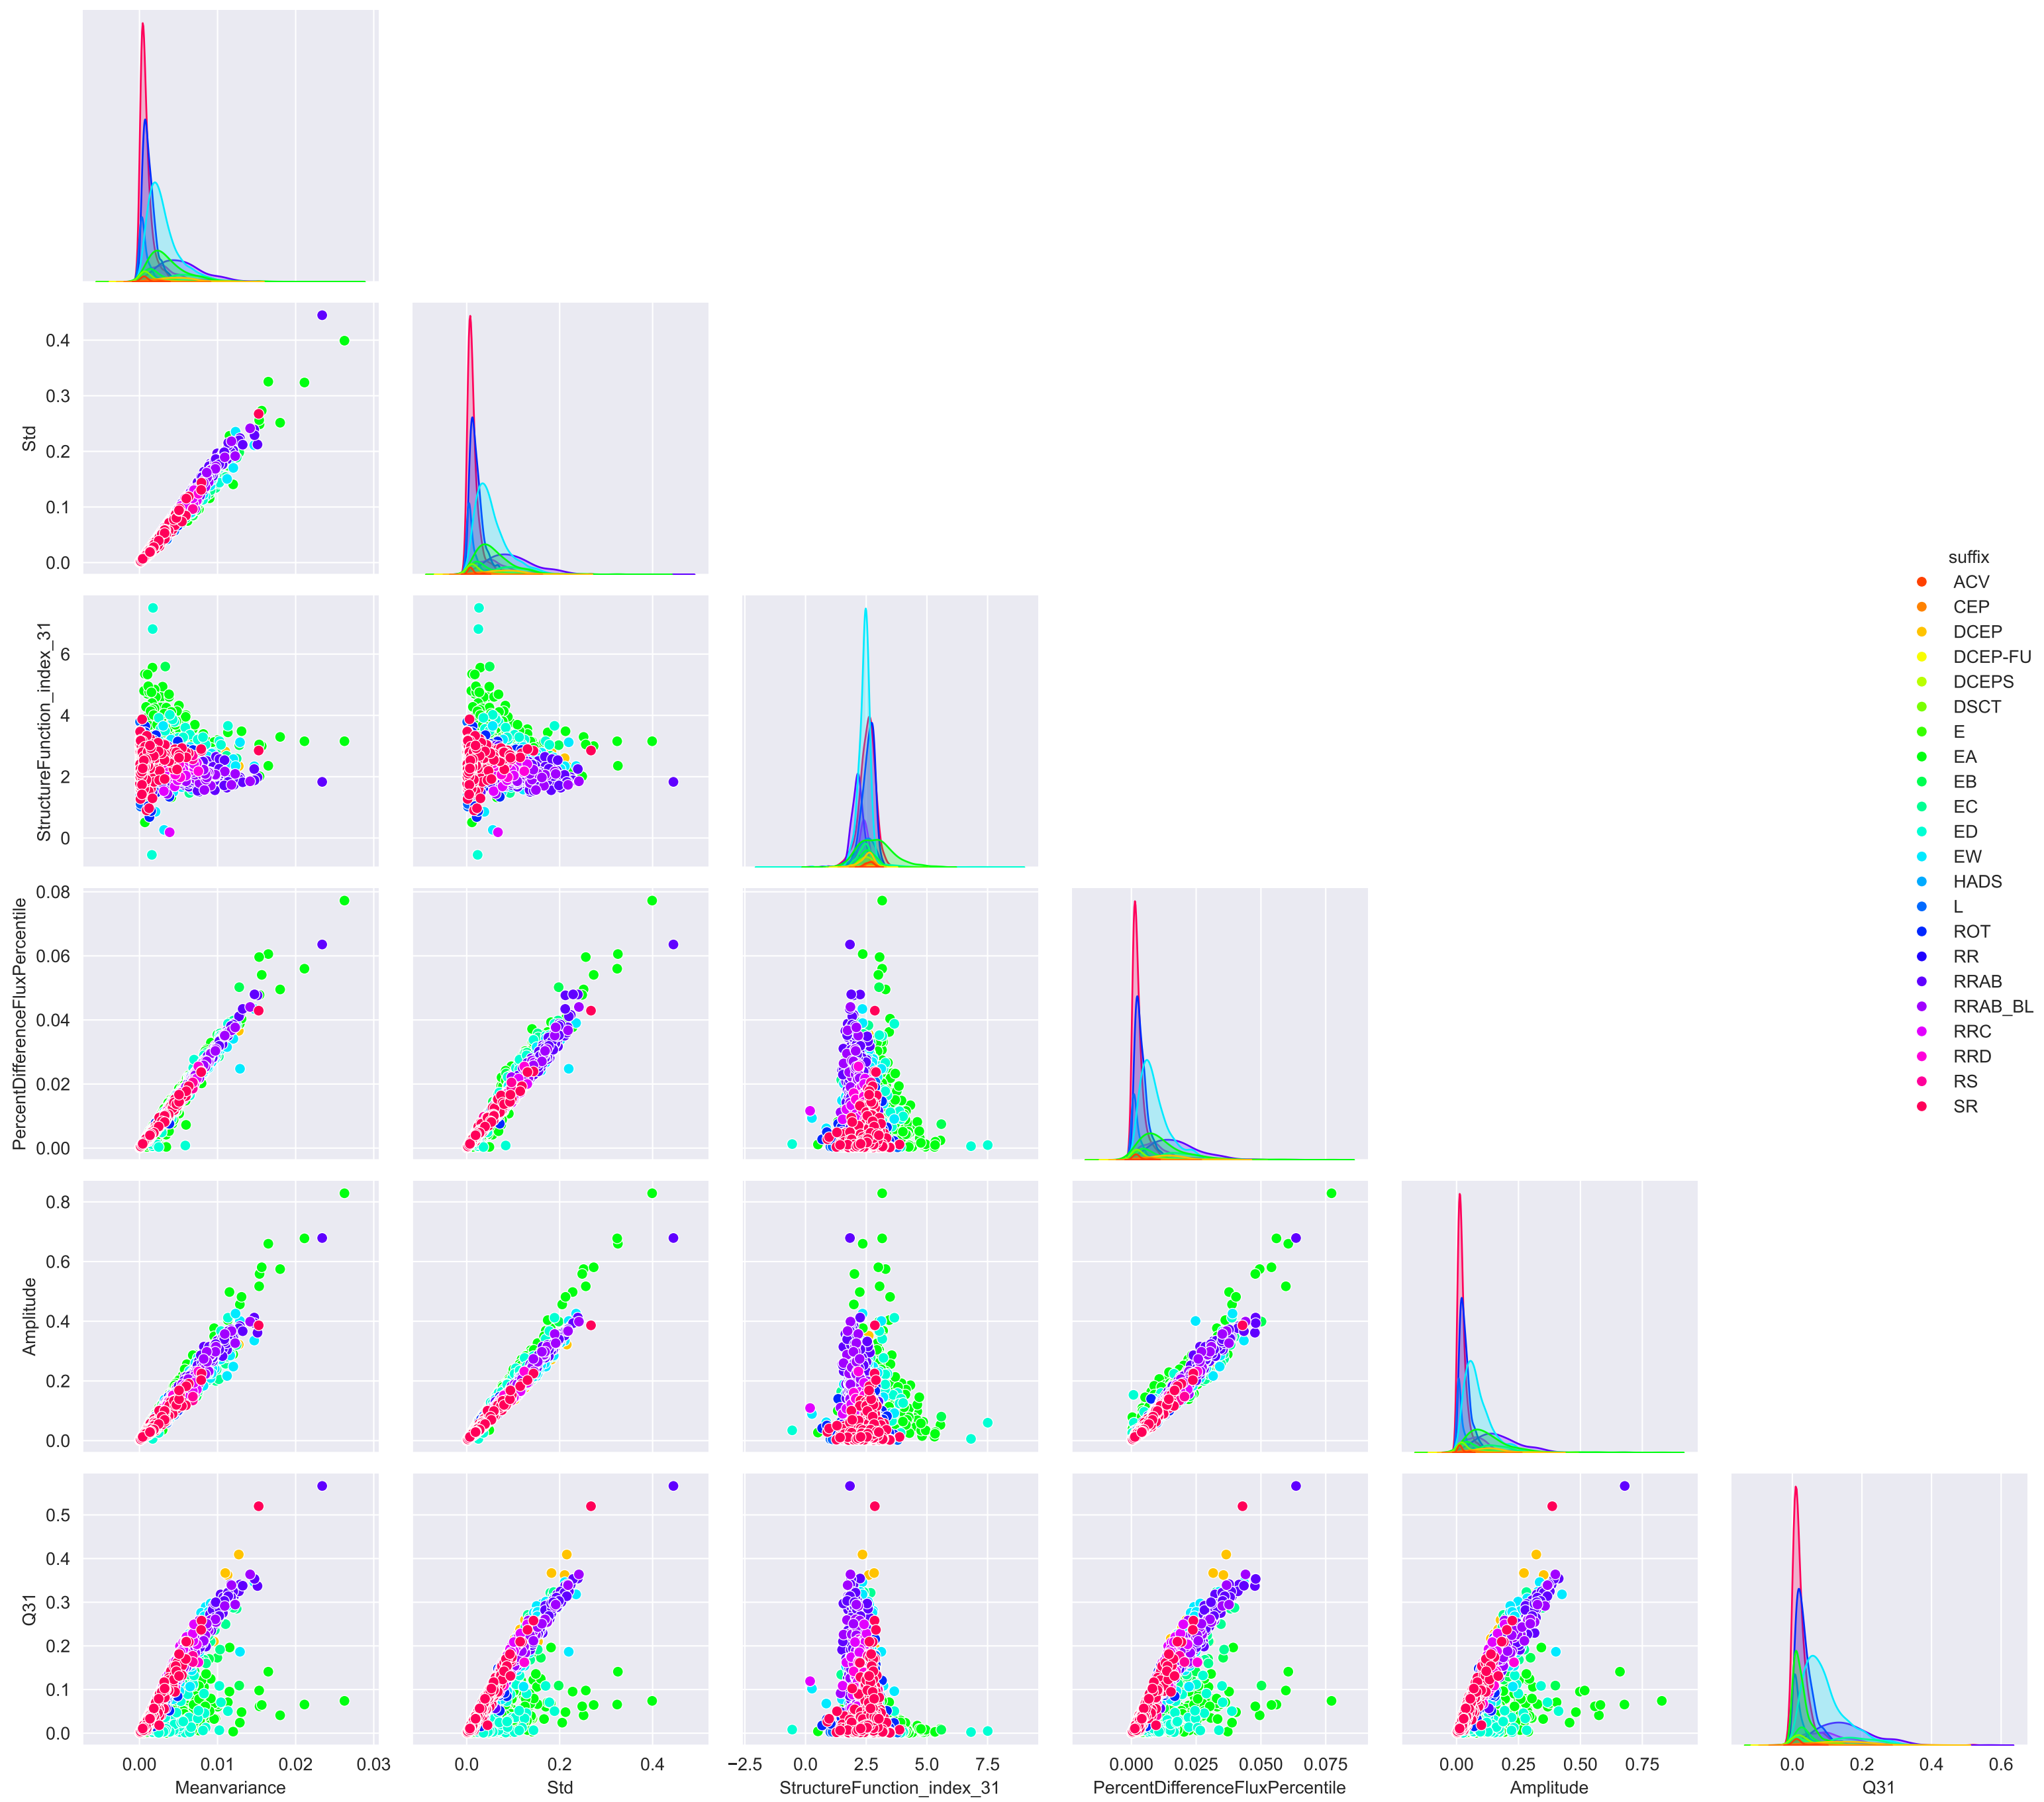 Std
0.4
0.3
0.2
0.1
0.0
StructureFunction_index_31
6
4
2
0
suffix
ACV
CEP
DCEP
DCEP-FU
DCEPS
DSCT
E
EA
EB
EC
ED
EW
HADS
L
ROT
RR
RRAB
RRAB_BL
RRC
RRD
RS
SR
PercentDifferenceFluxPercentile
0.08
0.06
0.04
0.02
0.00
Amplitude
0.8
0.6
0.4
0.2
0.0
Q31
0.5
0.4
0.3
0.2
0.1
0.0
0.00 0.01 0.02 0.03
Meanvariance
0.0 0.2 0.4
Std
−2.5 0.0 2.5 5.0 7.5
StructureFunction_index_31
0.000 0.025 0.050 0.075
PercentDifferenceFluxPercentile
0.00 0.25 0.50 0.75
Amplitude
0.0 0.2 0.4 0.6
Q31